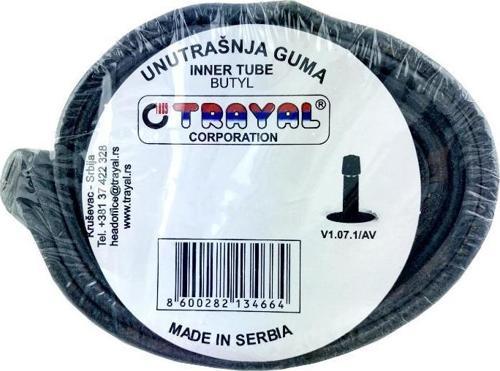 UNUTRAŠNJA GUMA
INNER TUBE
BUTYL
1889
TRAYAL®
CORPORATION
Kruševac - Srbija
Tel. +381 37 422 328
headoffice@trayal.rs
www.trayal.rs
V1.07.1/AV
8 600282 134664
MADE IN SERBIA